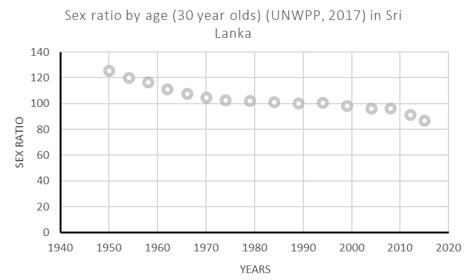 Sex ratio by age (30 year olds) (UNWPP, 2017) in Sri
Lanka
140
120
100
80
60
40
20
0
SEX RATIO
1940 1950 1960 1970 1980 1990 2000 2010 2020
YEARS